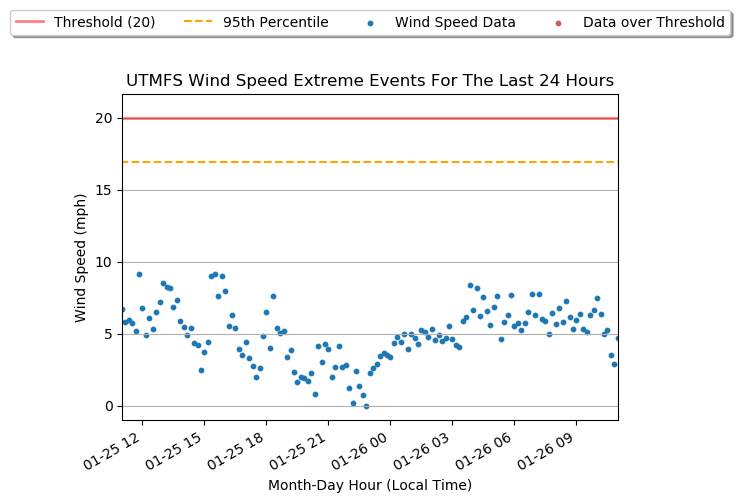 Threshold (20) 95th Percentile Wind Speed Data Data over Threshold
UTMFS Wind Speed Extreme Events For The Last 24 Hours
Wind Speed (mph)
20
15
10
5
0
01-25 12 01-25 15 01-25 18 01-25 21 01-26 00 01-26 03 01-26 06 01-26 09
Month-Day Hour (Local Time)